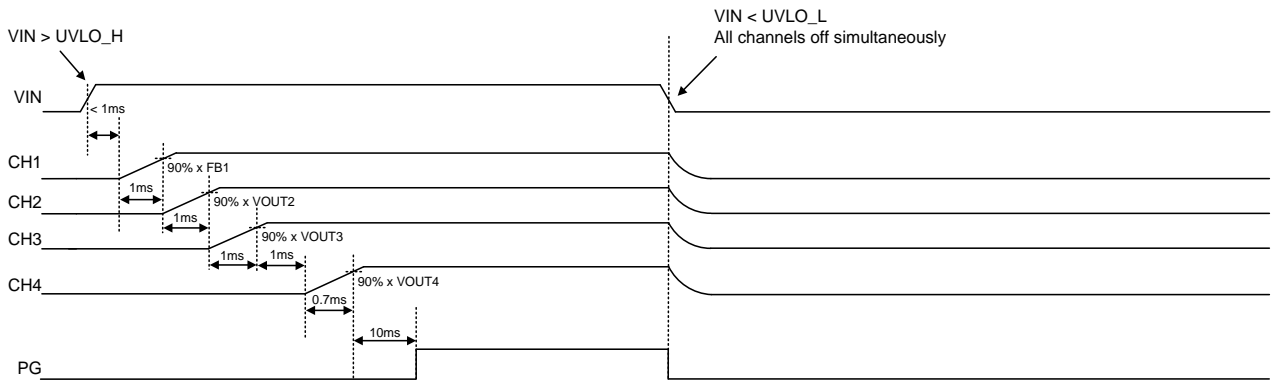 VIN < UVLO_L
All channels off simultaneously
VIN > UVLO_H
VIN
< 1ms
CH1
90% x FB1
1ms
CH2
90% x VOUT2
1ms
CH3
90% x VOUT3
1ms
1ms
CH4
90% x VOUT4
0.7ms
10ms
PG